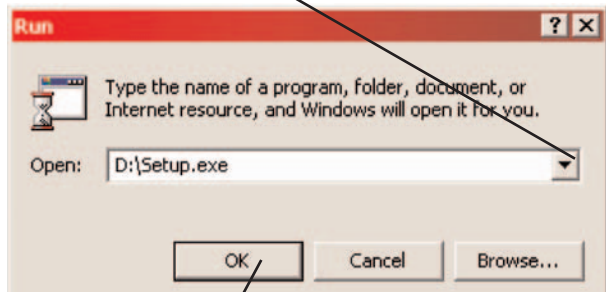 Run
? X
Type the name of a program, folder, document, or
Internet resource, and Windows will open it for you.
Open: D:\Setup.exe
OK Cancel Browse...